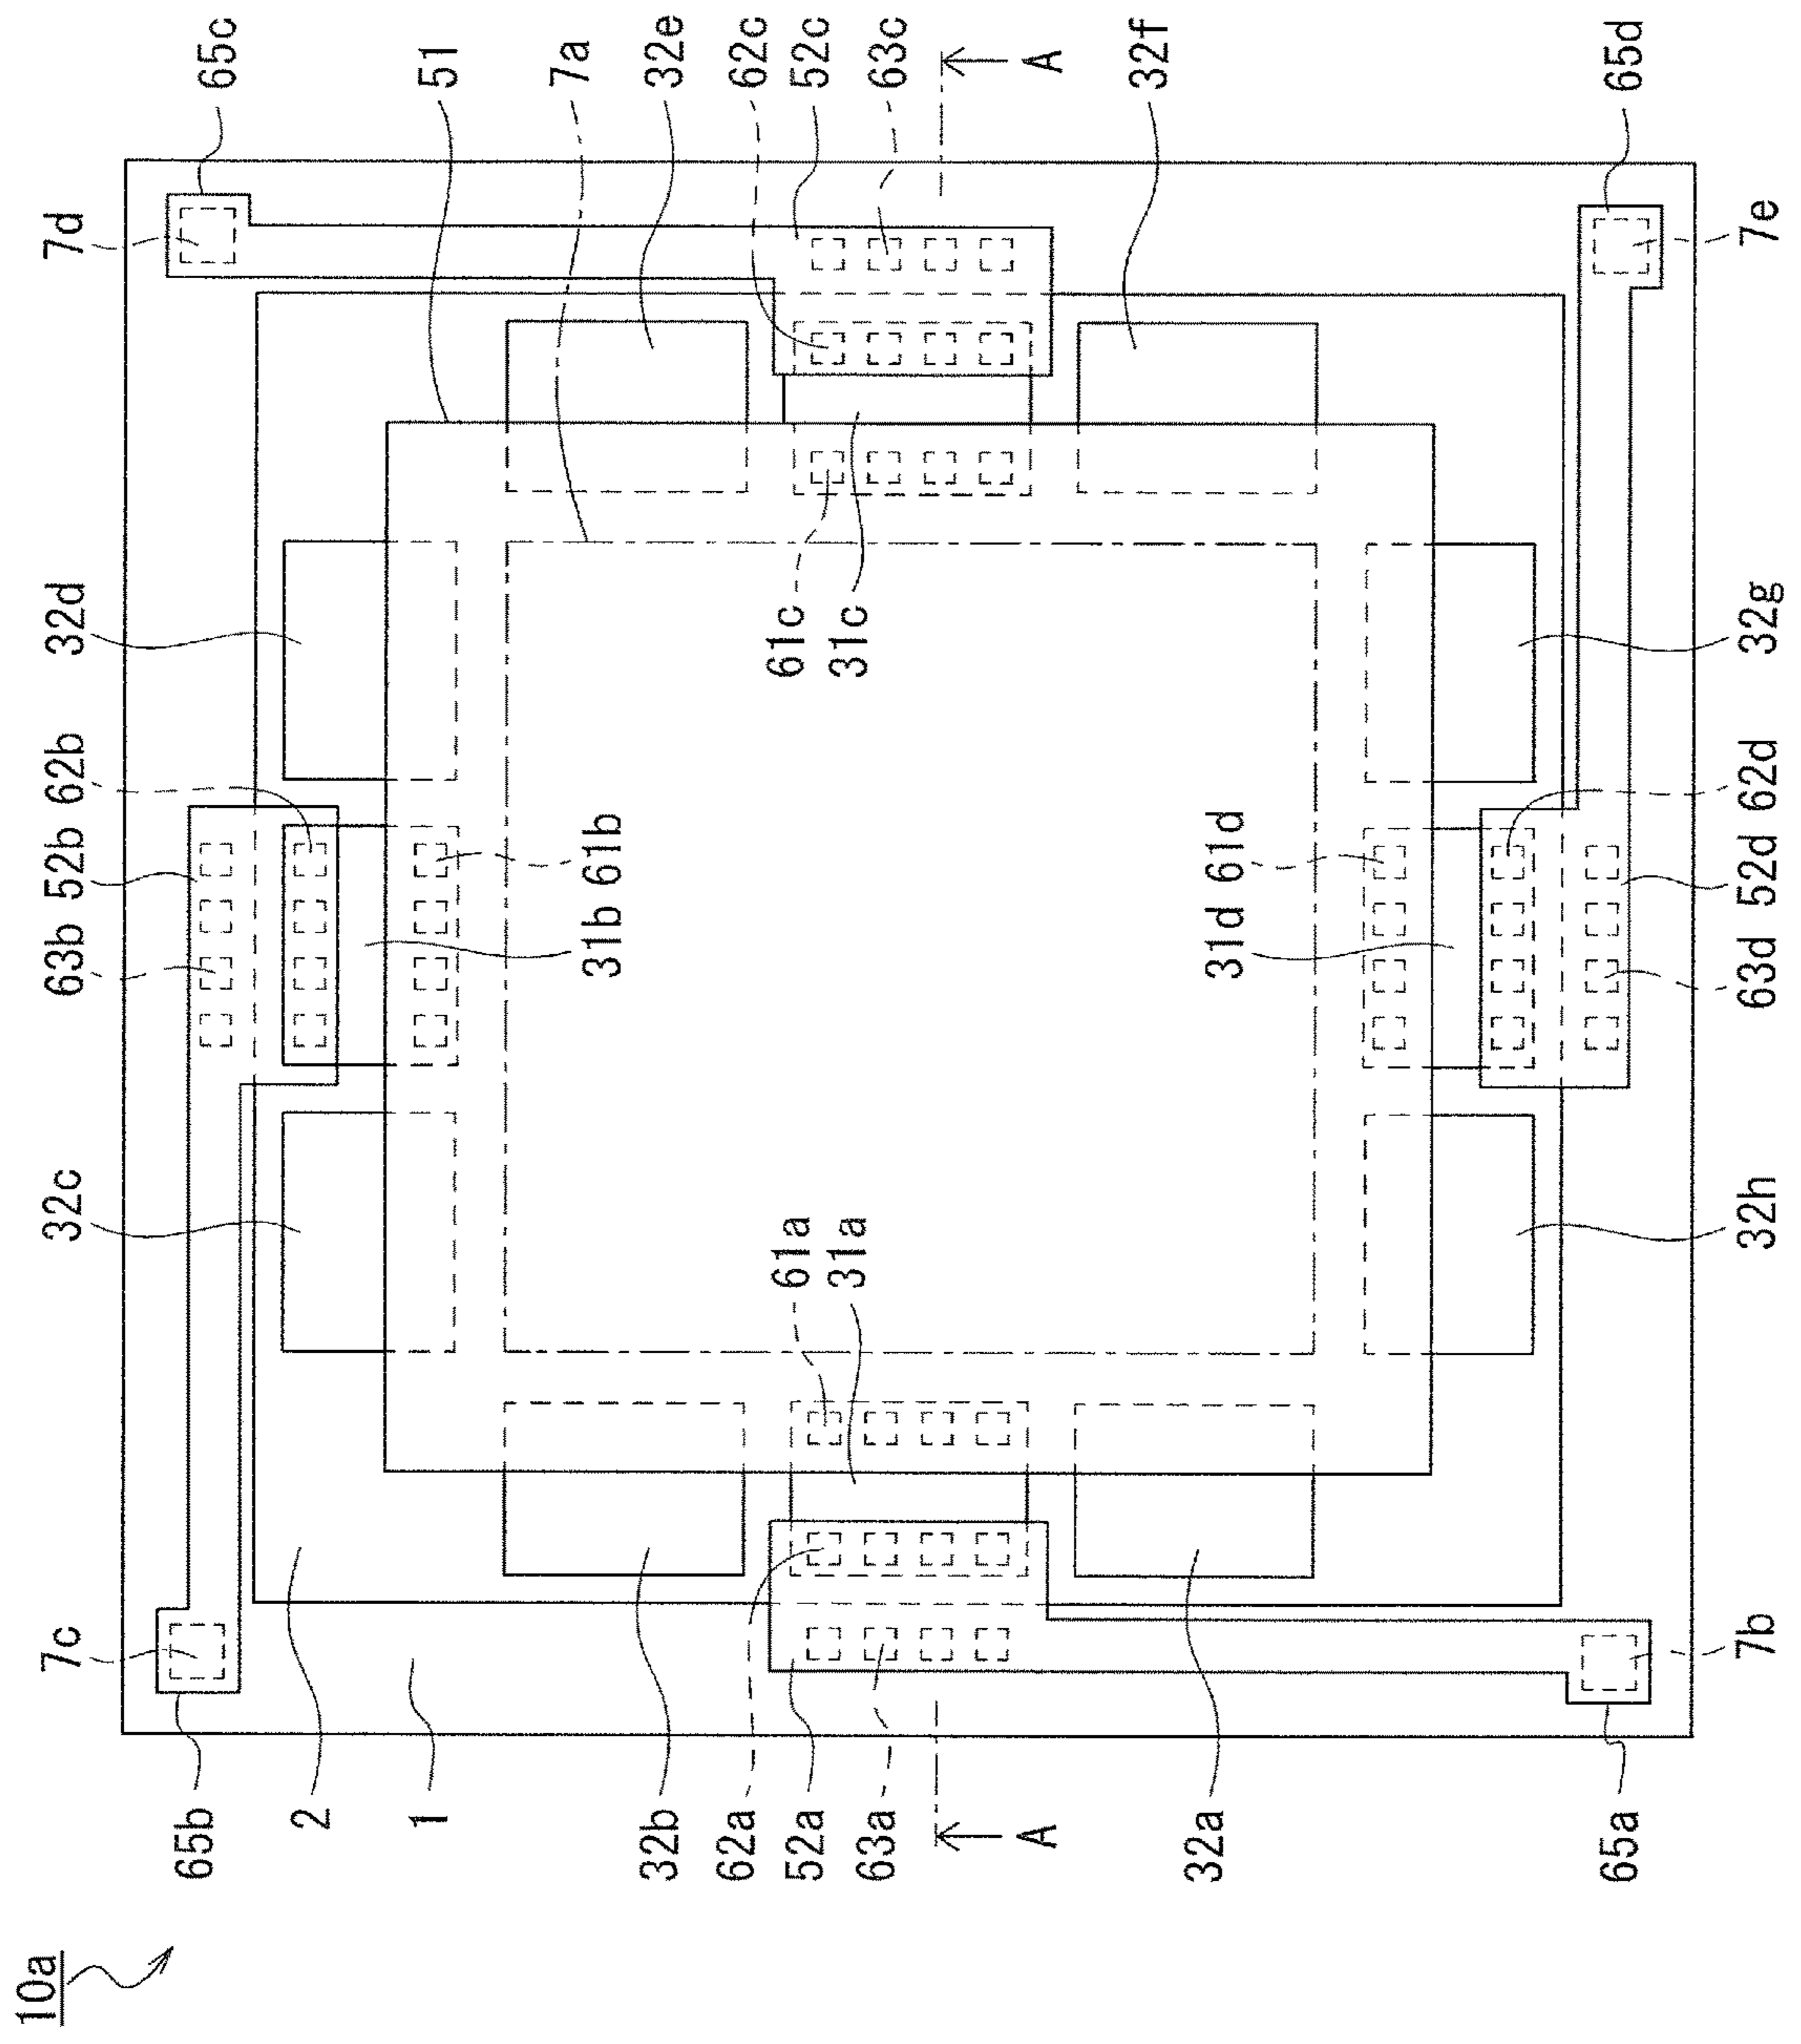 10a
7c
32c
63b 52b 62b
32d
7d
65b
65c
2
1
51
7a
31b 61b
32b
32e
62a
62c
61a
61c
52a
52c
31a
31c
63a
63c
A
A
32f
32a
31d 61d
65a
65d
7b
32h
63d 52d 62d
32g
7e